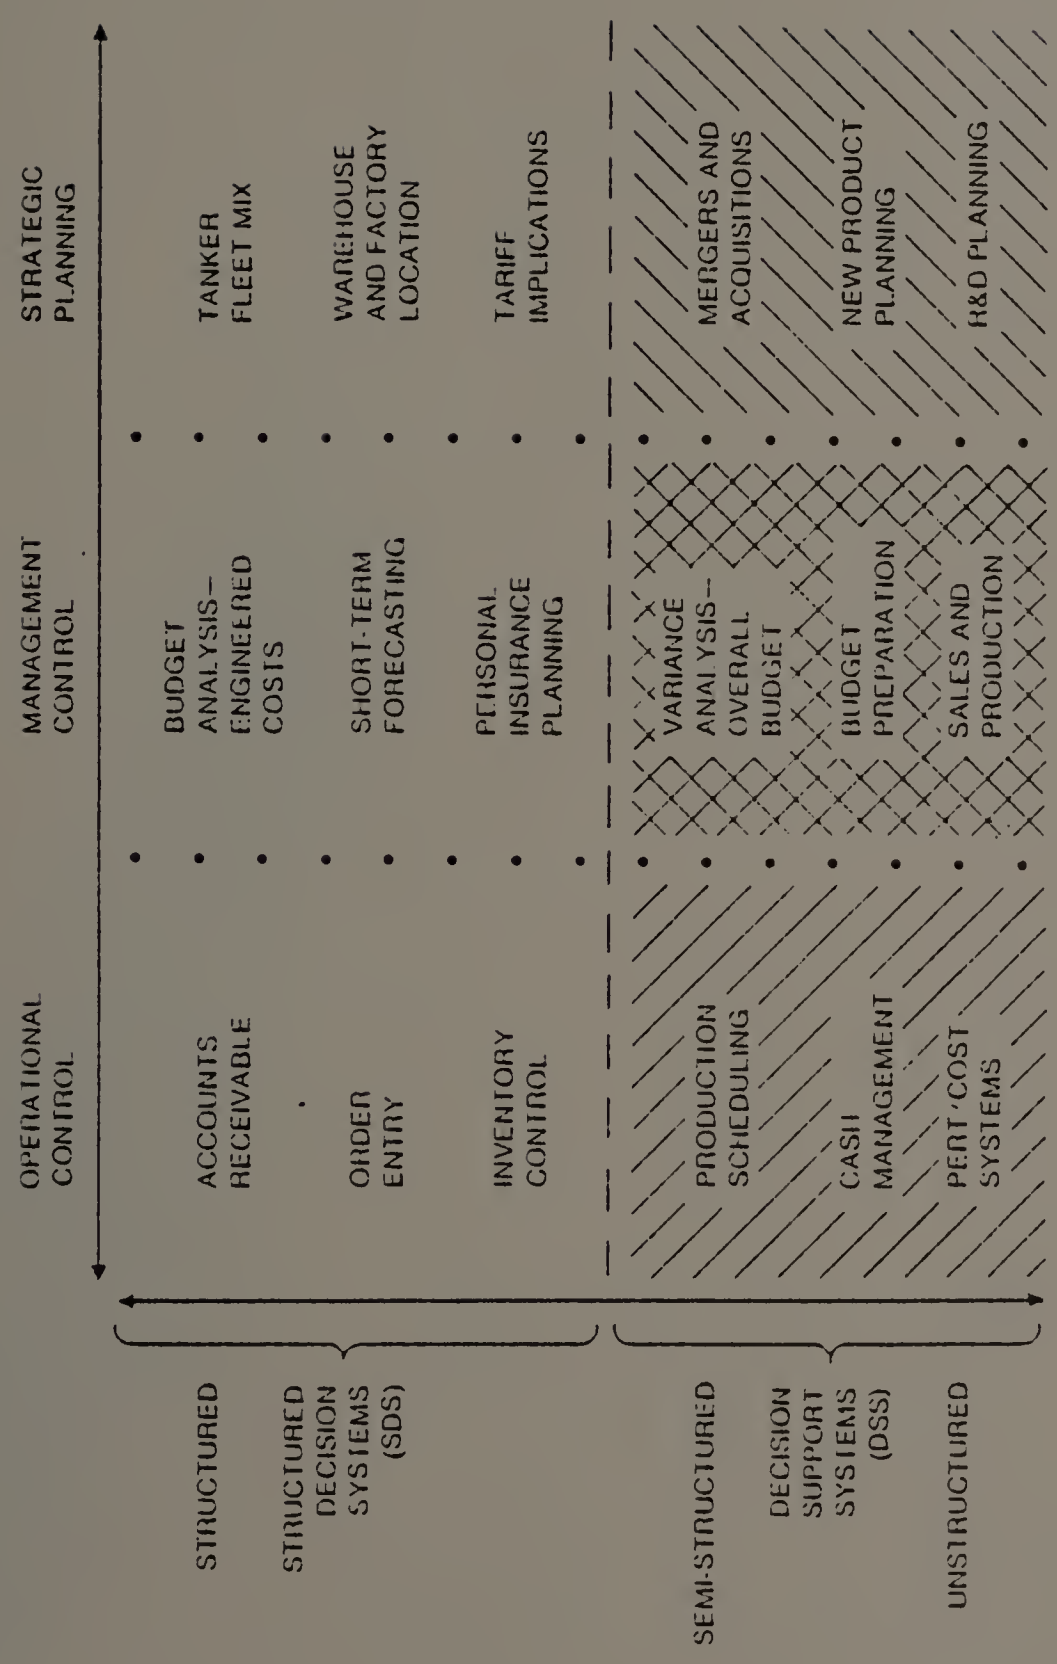 OPERATIONAL
CONTROL
MANAGEMENT
CONTROL
STRATEGIC
PLANNING
STRUCTURED
STRUCTURED
DECISION
SYSTEMS
(SDS)
ACCOUNTS
RECEIVABLE
ORDER
ENTRY
INVENTORY
CONTROL
BUDGET
ANALYSIS—
ENGINEERED
COSTS
SHORT-TERM
FORECASTING
PERSONAL
INSURANCE
PLANNING
TANKER
FLEET MIX
WAREHOUSE
AND FACTORY
LOCATION
TARIFF
IMPLICATIONS
SEMI-STRUCTURED
DECISION
SUPPORT
SYSTEMS
(DSS)
UNSTRUCTURED
PRODUCTION
SCHEDULING
CASH
MANAGEMENT
PERT/COST
SYSTEMS
VARIANCE
ANALYSIS—
OVERALL
BUDGET
BUDGET
PREPARATION
SALES AND
PRODUCTION
MERGERS AND
ACQUISITIONS
NEW PRODUCT
PLANNING
R&D PLANNING